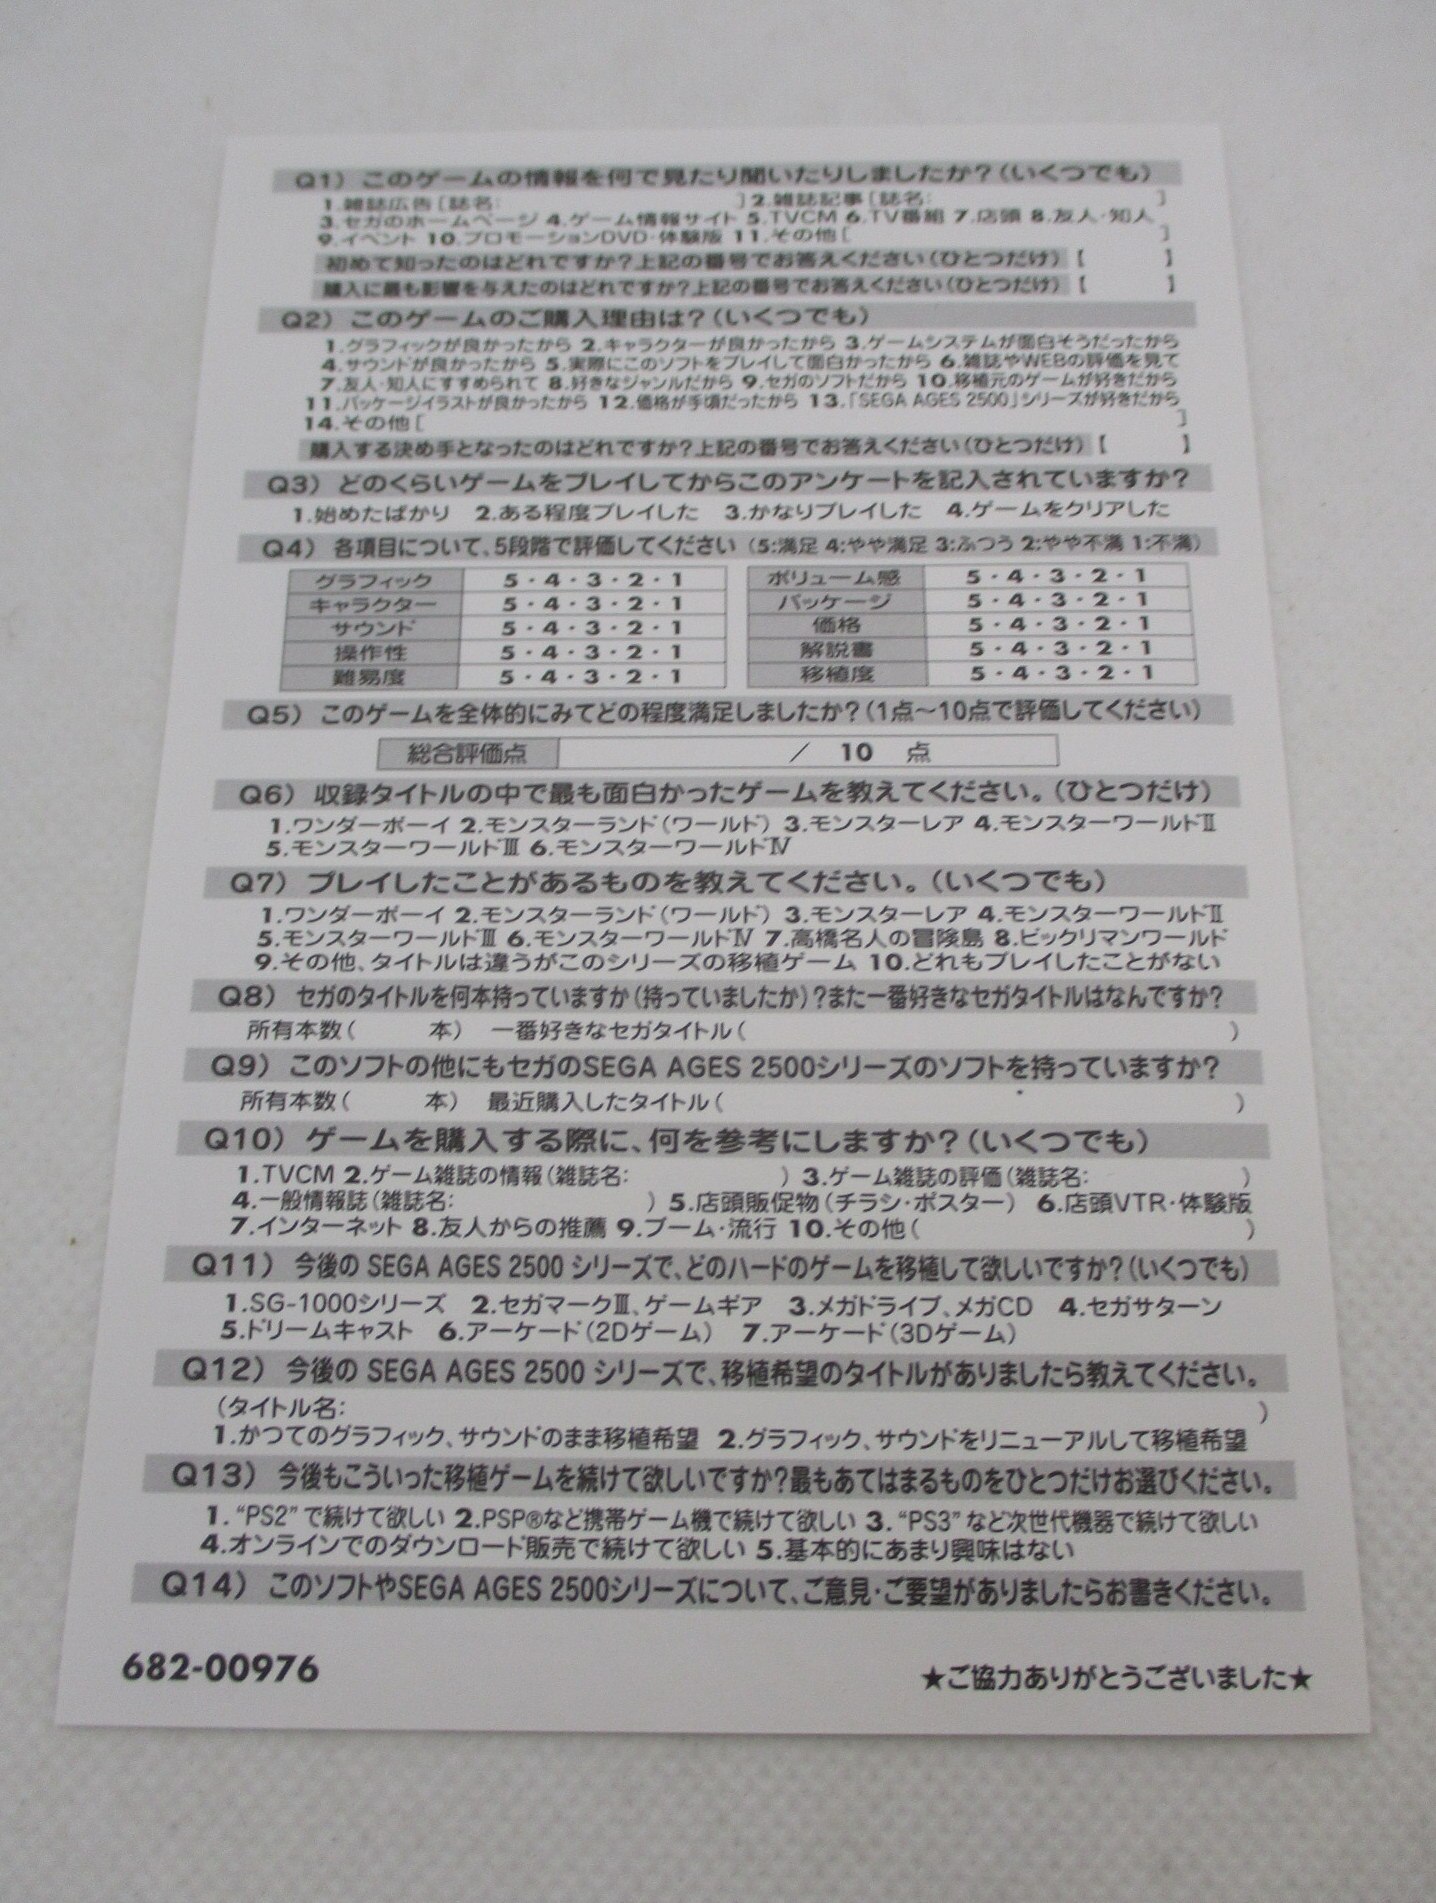 Q1) このゲームの情報を何で見たり聞いたりしましたか?(いくつでも)
1.雑誌広告[誌名: ]2.雑誌記事[誌名: ]
3.セガのホームページ 4.ゲーム情報サイト 5.TVCM 6.TV番組 7.店頭 8.友人・知人
9.イベント 10.プロモーションDVD・体験版 11.その他[ ]
初めて知ったのはどれですか?上記の番号でお答えください(ひとつだけ)【 】
購入に最も影響を与えたのはどれですか?上記の番号でお答えください(ひとつだけ)【 】
Q2) このゲームのご購入理由は?(いくつでも)
1.グラフィックが良かったから 2.キャラクターが良かったから 3.ゲームシステムが面白そうだったから
4.サウンドが良かったから 5.実際にこのソフトをプレイして面白かったから 6.雑誌やWEBの評価を見て
7.友人・知人にすすめられて 8.好きなジャンルだから 9.セガのソフトだから 10.移植元のゲームが好きだから
11.パッケージイラストが良かったから 12.価格が手頃だったから 13.「SEGA AGES 2500」シリーズが好きだから
14.その他[ ]
購入する決め手となったのはどれですか?上記の番号でお答えください(ひとつだけ)【 】
Q3) どのくらいゲームをプレイしてからこのアンケートを記入されていますか?
1.始めたばかり 2.ある程度プレイした 3.かなりプレイした 4.ゲームをクリアした
Q4) 各項目について、5段階で評価してください (5:満足 4:やや満足 3:ふつう 2:やや不満 1:不満)
グラフィック 5・4・3・2・1 ボリューム感 5・4・3・2・1
キャラクター 5・4・3・2・1 パッケージ 5・4・3・2・1
サウンド 5・4・3・2・1 価格 5・4・3・2・1
操作性 5・4・3・2・1 解説書 5・4・3・2・1
難易度 5・4・3・2・1 移植度 5・4・3・2・1
Q5) このゲームを全体的にみてどの程度満足しましたか?(1点〜10点で評価してください)
総合評価点 / 10 点
Q6) 収録タイトルの中で最も面白かったゲームを教えてください。(ひとつだけ)
1.ワンダーボーイ 2.モンスターランド(ワールド) 3.モンスターレア 4.モンスターワールドⅡ
5.モンスターワールドⅢ 6.モンスターワールドⅣ
Q7) プレイしたことがあるものを教えてください。(いくつでも)
1.ワンダーボーイ 2.モンスターランド(ワールド) 3.モンスターレア 4.モンスターワールドⅡ
5.モンスターワールドⅢ 6.モンスターワールドⅣ 7.高橋名人の冒険島 8.ビックリマンワールド
9.その他、タイトルは違うがこのシリーズの移植ゲーム 10.どれもプレイしたことがない
Q8) セガのタイトルを何本持っていますか(持っていましたか)?また一番好きなセガタイトルはなんですか?
所有本数( 本) 一番好きなセガタイトル( )
Q9) このソフトの他にもセガのSEGA AGES 2500シリーズのソフトを持っていますか?
所有本数( 本) 最近購入したタイトル( )
Q10) ゲームを購入する際に、何を参考にしますか?(いくつでも)
1.TVCM 2.ゲーム雑誌の情報(雑誌名: ) 3.ゲーム雑誌の評価(雑誌名: )
4.一般情報誌(雑誌名: ) 5.店頭販促物(チラシ・ポスター) 6.店頭VTR・体験版
7.インターネット 8.友人からの推薦 9.ブーム・流行 10.その他( )
Q11) 今後の SEGA AGES 2500 シリーズで、どのハードのゲームを移植して欲しいですか?(いくつでも)
1.SG-1000シリーズ 2.セガマークⅢ、ゲームギア 3.メガドライブ、メガCD 4.セガサターン
5.ドリームキャスト 6.アーケード(2Dゲーム) 7.アーケード(3Dゲーム)
Q12) 今後の SEGA AGES 2500 シリーズで、移植希望のタイトルがありましたら教えてください。
(タイトル名: )
1.かつてのグラフィック、サウンドのまま移植希望 2.グラフィック、サウンドをリニューアルして移植希望
Q13) 今後もこういった移植ゲームを続けて欲しいですか?最もあてはまるものをひとつだけお選びください。
1. “PS2” で続けて欲しい 2.PSP®など携帯ゲーム機で続けて欲しい 3. “PS3” など次世代機器で続けて欲しい
4.オンラインでのダウンロード販売で続けて欲しい 5.基本的にあまり興味はない
Q14) このソフトやSEGA AGES 2500シリーズについて、ご意見・ご要望がありましたらお書きください。
682-00976
★ご協力ありがとうございました★